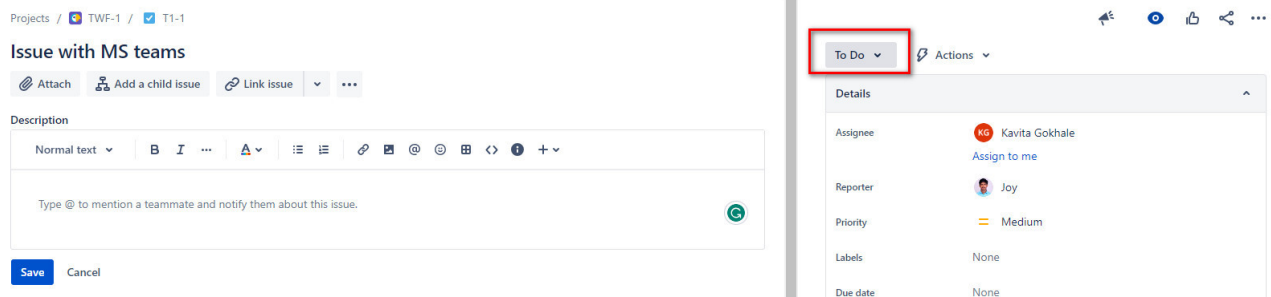 Projects / TWF-1 / T1-1
Issue with MS teams
Attach Add a child issue Link issue
Description
Normal text B I A @ <> +
Type @ to mention a teammate and notify them about this issue.
G
Save Cancel
To Do Actions
Details
Assignee KG Kavita Gokhale
Assign to me
Reporter Joy
Priority Medium
Labels None
Due date None